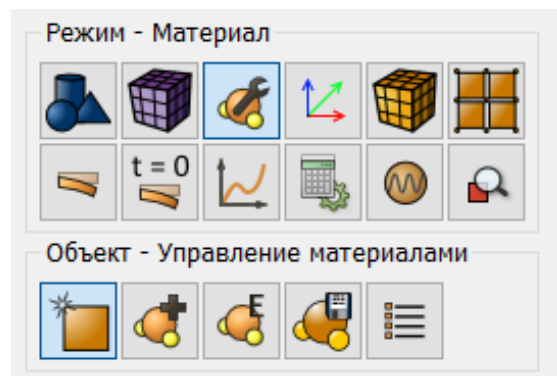 Режим - Материал
t = 0
Объект - Управление материалами
E